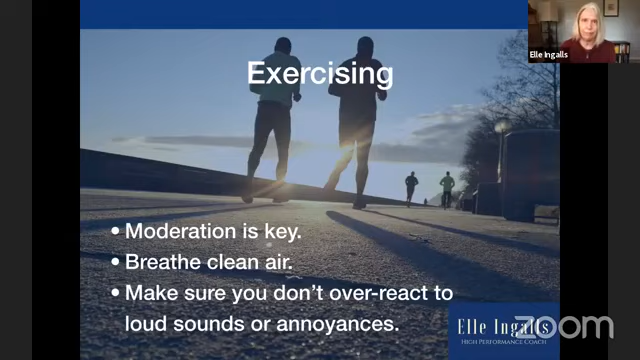 Elle Ingalls
Exercising
• Moderation is key.
• Breathe clean air.
• Make sure you don't over-react to
loud sounds or annoyances.
Elle Ingalls
HIGH PERFORMANCE COACH
zoom